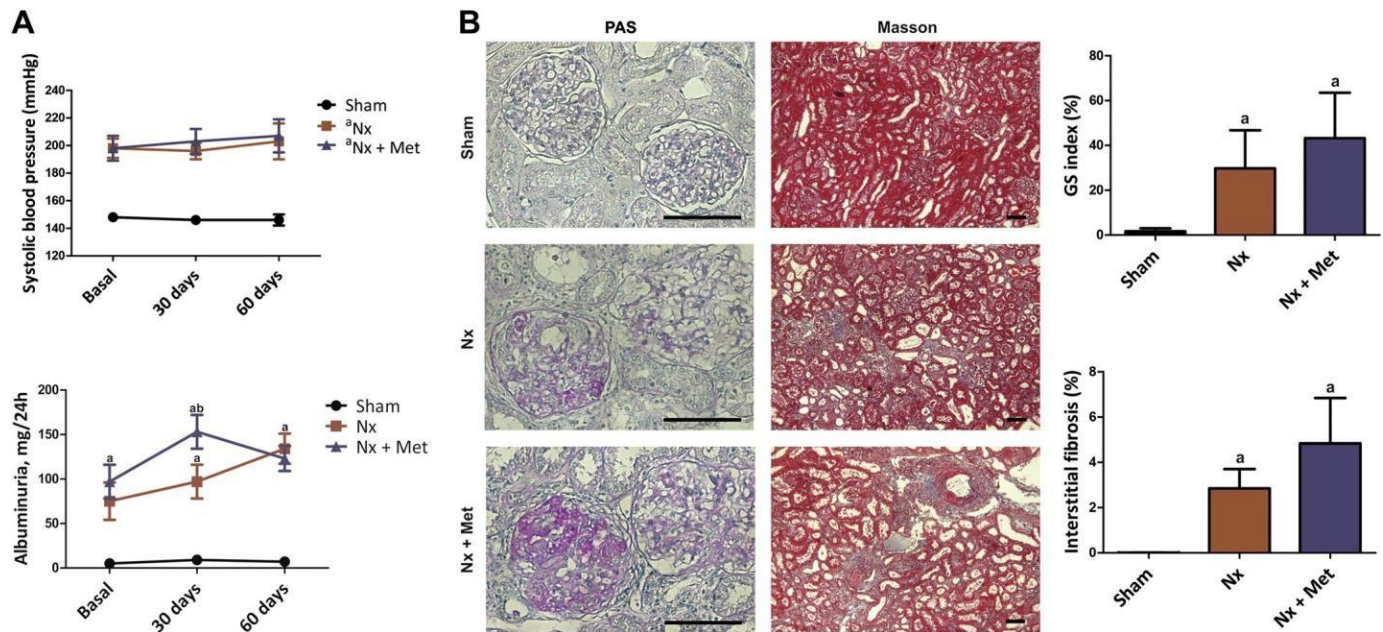 A
Systolic blood pressure (mmHg)
240
220
200
180
160
140
120
Basal
30 days
60 days
Sham
ᵃNx
ᵃNx + Met
Albuminuria, mg/24h
200
150
100
50
0
a
ab
a
a
Basal
30 days
60 days
Sham
Nx
Nx + Met
B
PAS
Masson
Sham
Nx
Nx + Met
GS index (%)
80
60
40
20
0
a
a
Sham
Nx
Nx + Met
Interstitial fibrosis (%)
8
6
4
2
0
a
a
Sham
Nx
Nx + Met